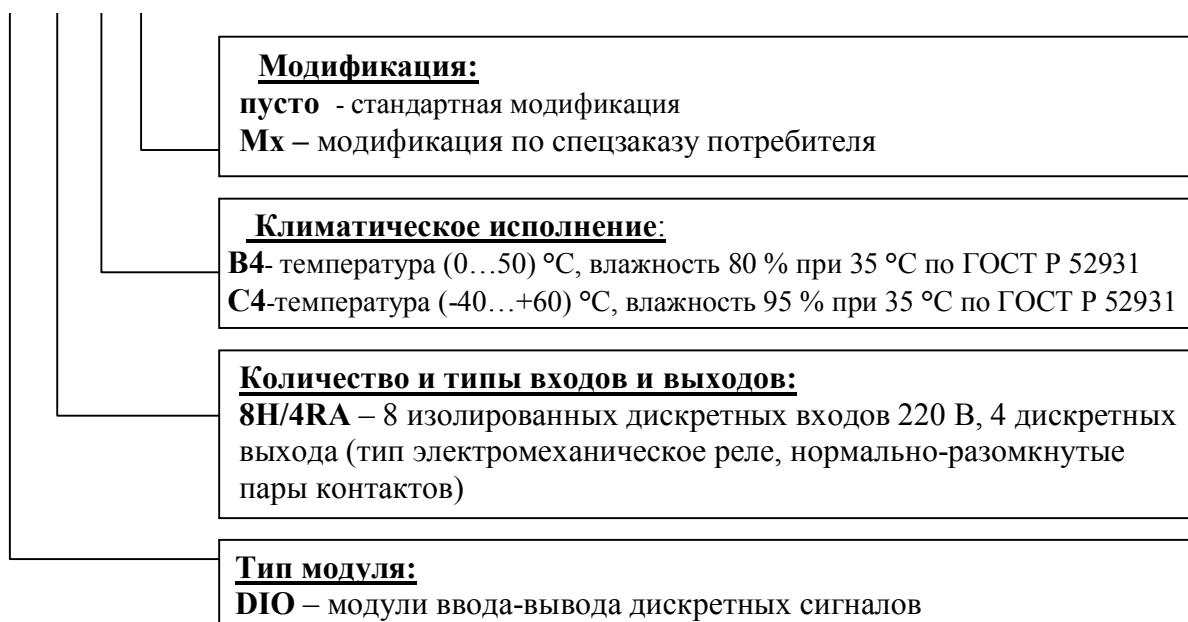 Модификация:
пусто - стандартная модификация
Мх – модификация по спецзаказу потребителя
Климатическое исполнение:
В4- температура (0…50) °С, влажность 80 % при 35 °С по ГОСТ Р 52931
С4-температура (-40…+60) °С, влажность 95 % при 35 °С по ГОСТ Р 52931
Количество и типы входов и выходов:
8H/4RA – 8 изолированных дискретных входов 220 В, 4 дискретных
выхода (тип электромеханическое реле, нормально-разомкнутые
пары контактов)
Тип модуля:
DIO – модули ввода-вывода дискретных сигналов